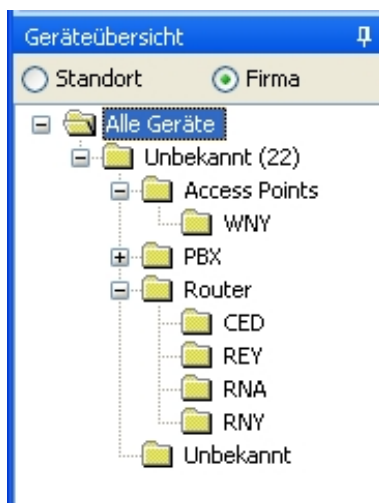 Geräteübersicht
Standort Firma
Alle Geräte
Unbekannt (22)
Access Points
WNY
PBX
Router
CED
REY
RNA
RNY
Unbekannt